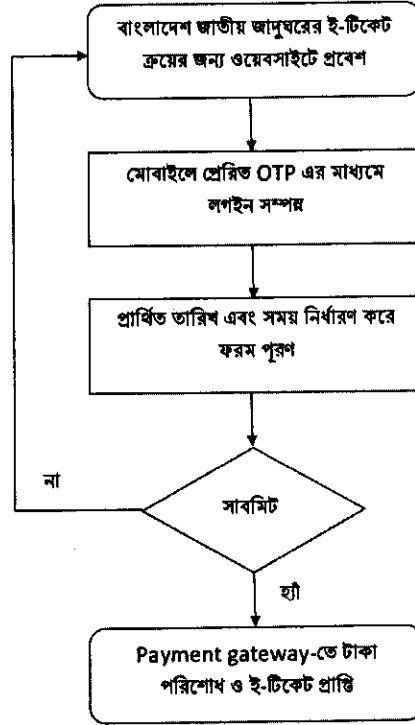 বাংলাদেশ জাতীয় জাদুঘরের ই-টিকেট
ক্রয়ের জন্য ওয়েবসাইটে প্রবেশ
মোবাইলে প্রেরিত OTP এর মাধ্যমে
লগইন সম্পন্ন
প্রার্থিত তারিখ এবং সময় নির্ধারণ করে
ফরম পূরণ
না
সাবমিট
হ্যাঁ
Payment gateway-তে টাকা
পরিশোধ ও ই-টিকেট প্রাপ্তি